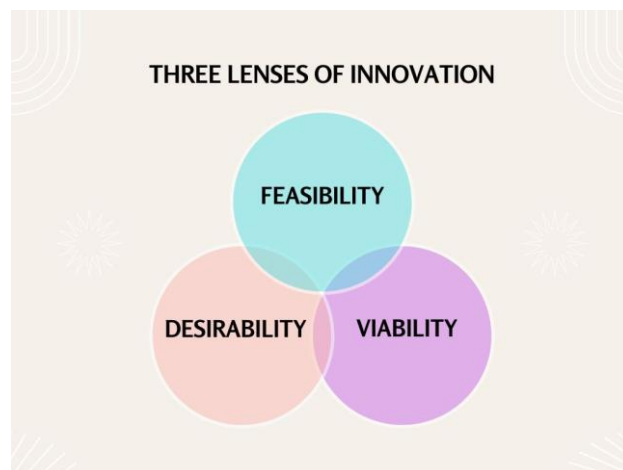 THREE LENSES OF INNOVATION
FEASIBILITY
DESIRABILITY
VIABILITY